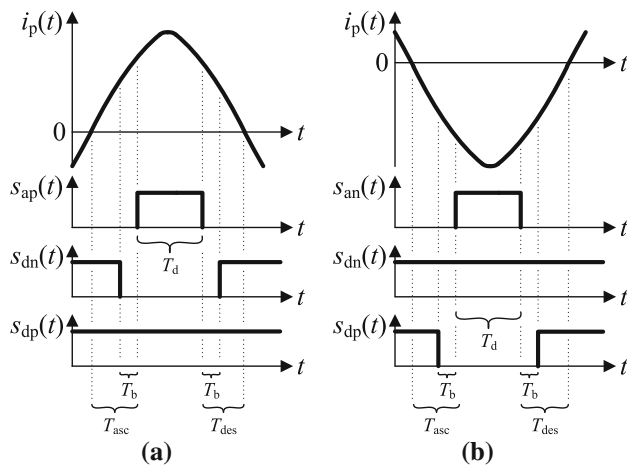 i_p(t)
0
t
s_ap(t)
t
T_d
s_dn(t)
t
s_dp(t)
t
T_b
T_b
T_asc
T_des
(a)
i_p(t)
0
t
s_an(t)
t
s_dn(t)
t
T_d
s_dp(t)
t
T_b
T_b
T_asc
T_des
(b)